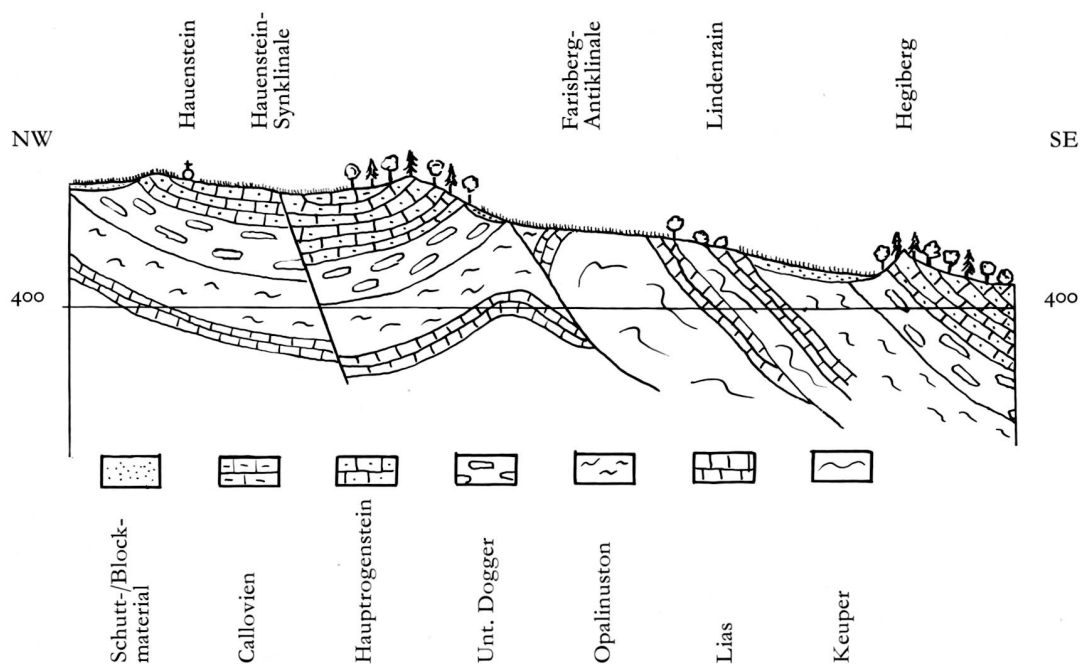 Hauenstein
Hauenstein-
Synklinale
Farisberg-
Antiklinale
Lindenrain
Hegiberg
NW
SE
400
400
Schutt-/Block-
material
Callovien
Hauptrogenstein
Unt. Dogger
Opalinuston
Lias
Keuper